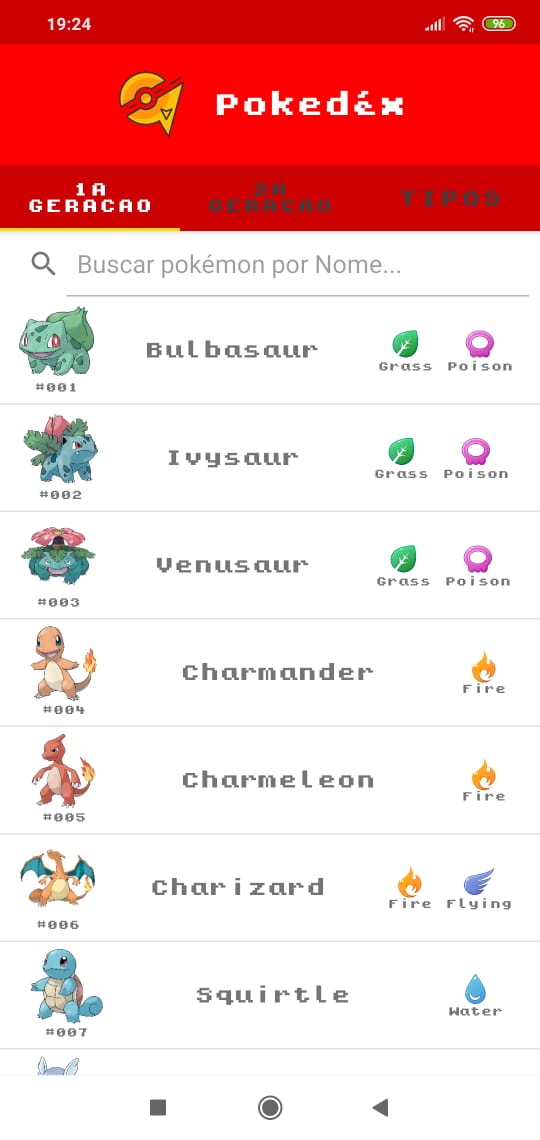 19:24
96
Pokedáx
1A
GERACAO
2A
GERACAO
TIPOS
Buscar pokémon por Nome...
Bulbasaur
Grass
Poison
#001
Ivysaur
Grass
Poison
#002
Venusaur
Grass
Poison
#003
Charmander
Fire
#004
Charmeleon
Fire
#005
Charizard
Fire
Flying
#006
Squirtle
Water
#007